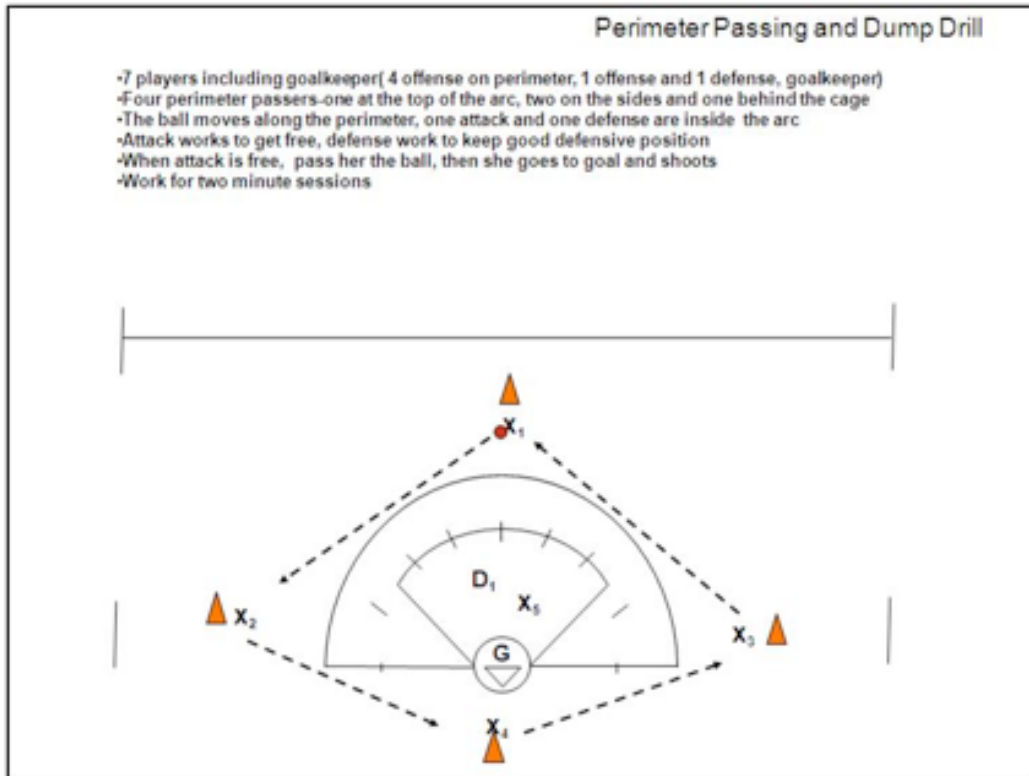 Perimeter Passing and Dump Drill
•7 players including goalkeeper( 4 offense on perimeter, 1 offense and 1 defense, goalkeeper)
•Four perimeter passers-one at the top of the arc, two on the sides and one behind the cage
•The ball moves along the perimeter, one attack and one defense are inside the arc
•Attack works to get free, defense work to keep good defensive position
•When attack is free, pass her the ball, then she goes to goal and shoots
•Work for two minute sessions
X₁
D₁
X₅
X₂
X₃
G
X₄